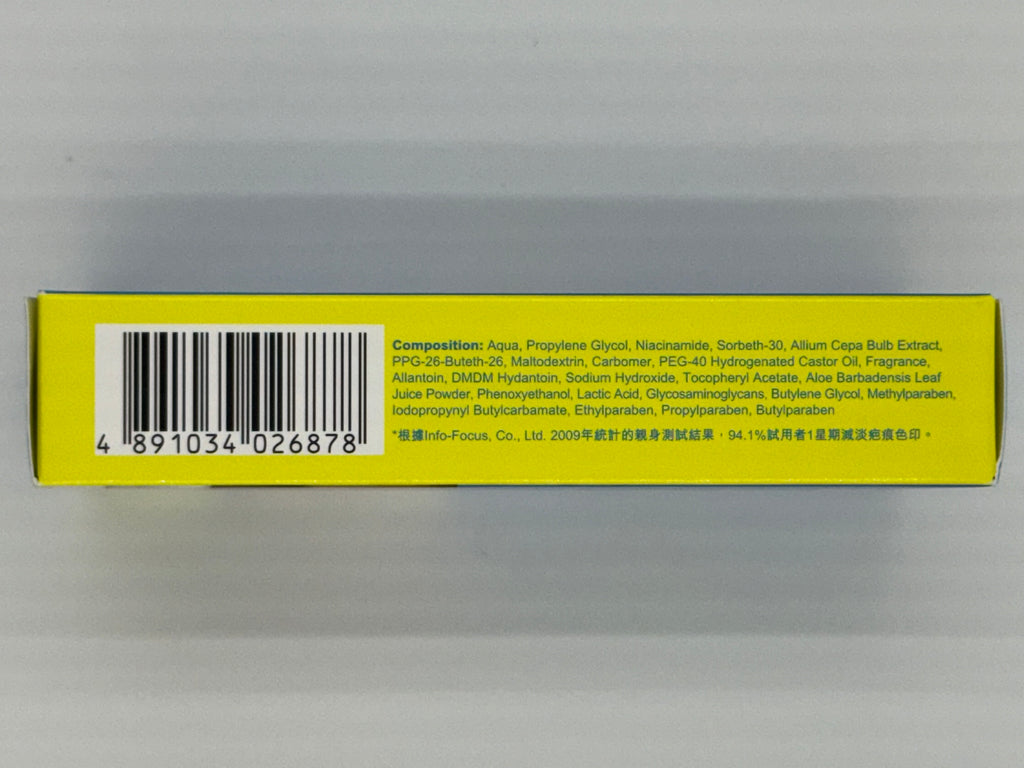 Composition: Aqua, Propylene Glycol, Niacinamide, Sorbeth-30, Allium Cepa Bulb Extract,
PPG-26-Buteth-26, Maltodextrin, Carbomer, PEG-40 Hydrogenated Castor Oil, Fragrance,
Allantoin, DMDM Hydantoin, Sodium Hydroxide, Tocopheryl Acetate, Aloe Barbadensis Leaf
Juice Powder, Phenoxyethanol, Lactic Acid, Glycosaminoglycans, Butylene Glycol, Methylparaben,
Iodopropynyl Butylcarbamate, Ethylparaben, Propylparaben, Butylparaben
*根據Info-Focus, Co., Ltd. 2009年統計的親身測試結果，94.1%試用者1星期減淡疤痕色印。
4 891034 026878